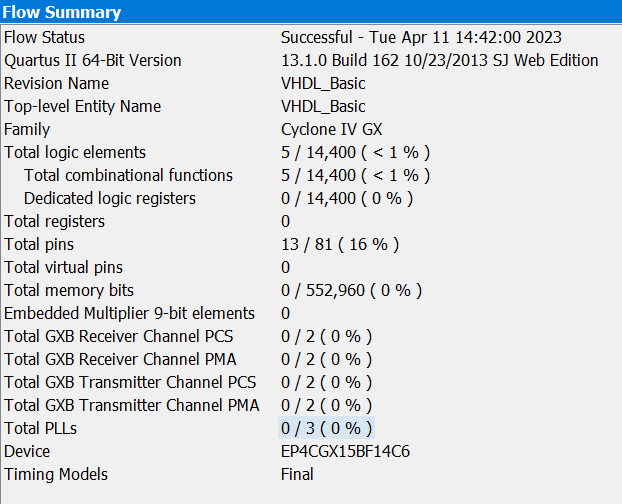 Flow Summary
Flow Status Successful - Tue Apr 11 14:42:00 2023
Quartus II 64-Bit Version 13.1.0 Build 162 10/23/2013 SJ Web Edition
Revision Name VHDL_Basic
Top-level Entity Name VHDL_Basic
Family Cyclone IV GX
Total logic elements 5 / 14,400 ( < 1 % )
Total combinational functions 5 / 14,400 ( < 1 % )
Dedicated logic registers 0 / 14,400 ( 0 % )
Total registers 0
Total pins 13 / 81 ( 16 % )
Total virtual pins 0
Total memory bits 0 / 552,960 ( 0 % )
Embedded Multiplier 9-bit elements 0
Total GXB Receiver Channel PCS 0 / 2 ( 0 % )
Total GXB Receiver Channel PMA 0 / 2 ( 0 % )
Total GXB Transmitter Channel PCS 0 / 2 ( 0 % )
Total GXB Transmitter Channel PMA 0 / 2 ( 0 % )
Total PLLs 0 / 3 ( 0 % )
Device EP4CGX15BF14C6
Timing Models Final